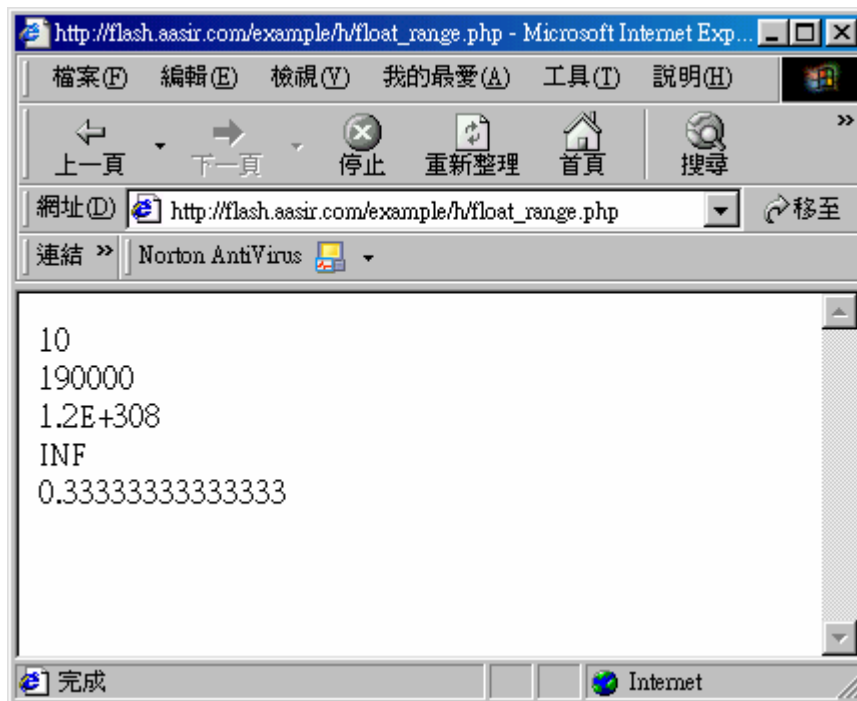 http://flash.aasir.com/example/h/float_range.php - Microsoft Internet Exp...
檔案(F) 編輯(E) 檢視(V) 我的最愛(A) 工具(T) 說明(H)
上一頁 下一頁 停止 重新整理 首頁 搜尋 »
網址(D) http://flash.aasir.com/example/h/float_range.php 移至
連結 » Norton AntiVirus
10
190000
1.2E+308
INF
0.33333333333333
完成 Internet